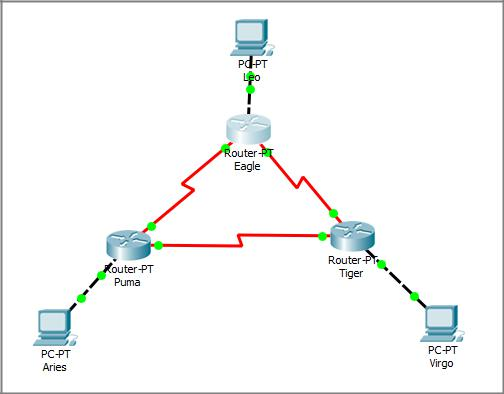 PC-PT
Leo
Router-PT
Eagle
Router-PT
Puma
Router-PT
Tiger
PC-PT
Aries
PC-PT
Virgo